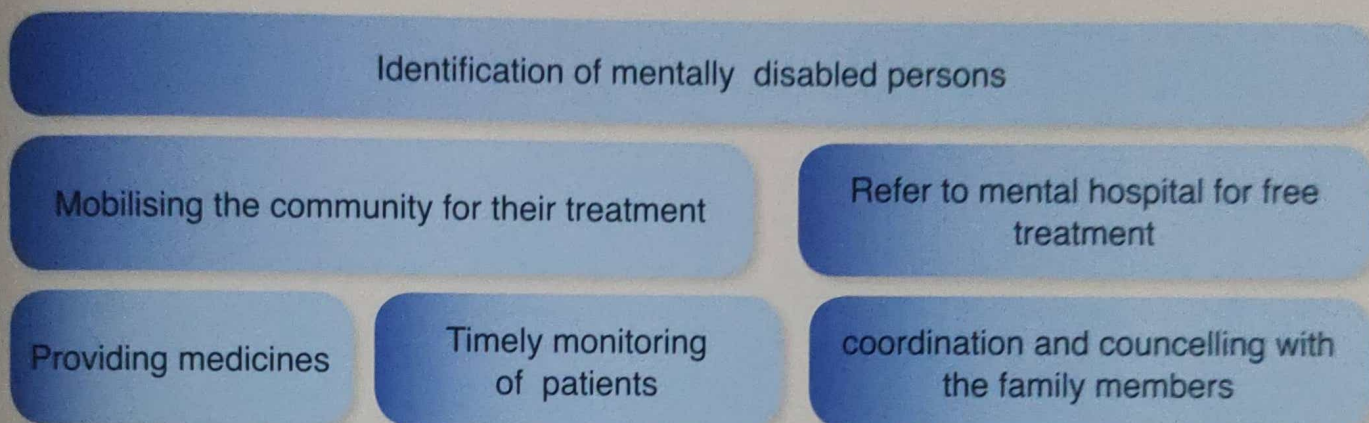 Identification of mentally disabled persons
Mobilising the community for their treatment
Refer to mental hospital for free
treatment
Providing medicines
Timely monitoring
of patients
coordination and councelling with
the family members